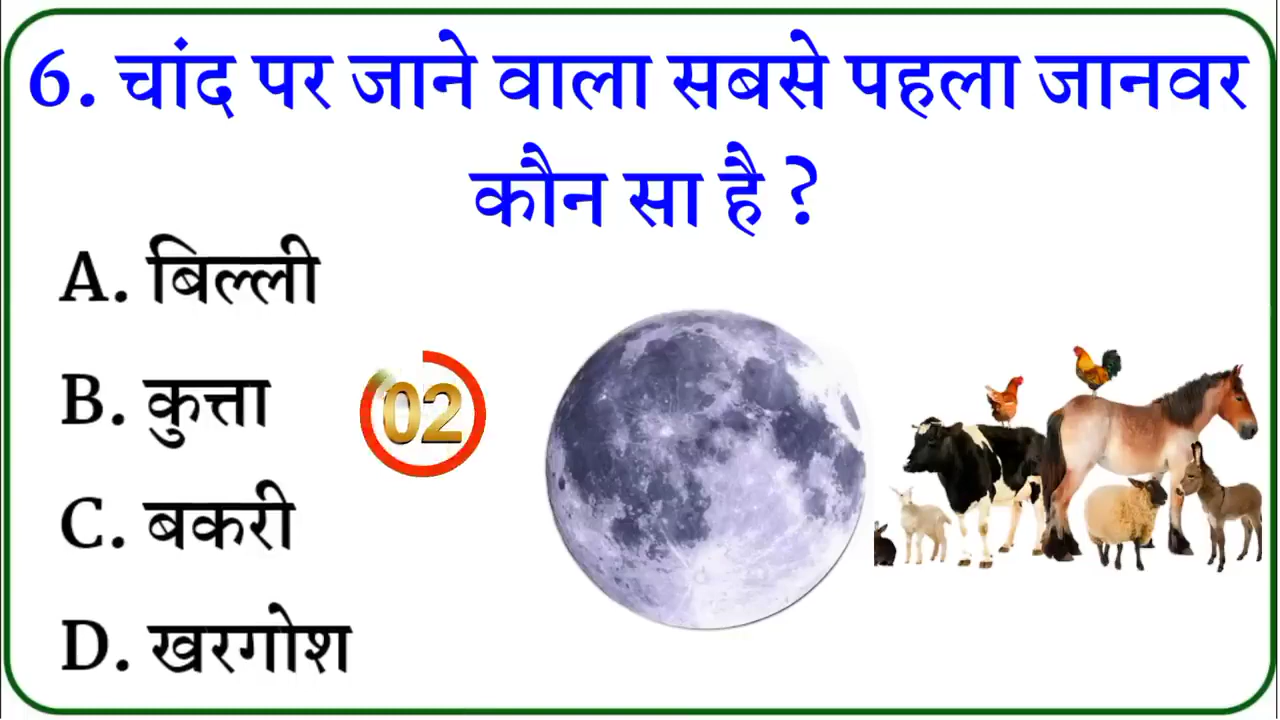 6. चांद पर जाने वाला सबसे पहला जानवर
कौन सा है ?
A. बिल्ली
B. कुत्ता
02
C. बकरी
D. खरगोश